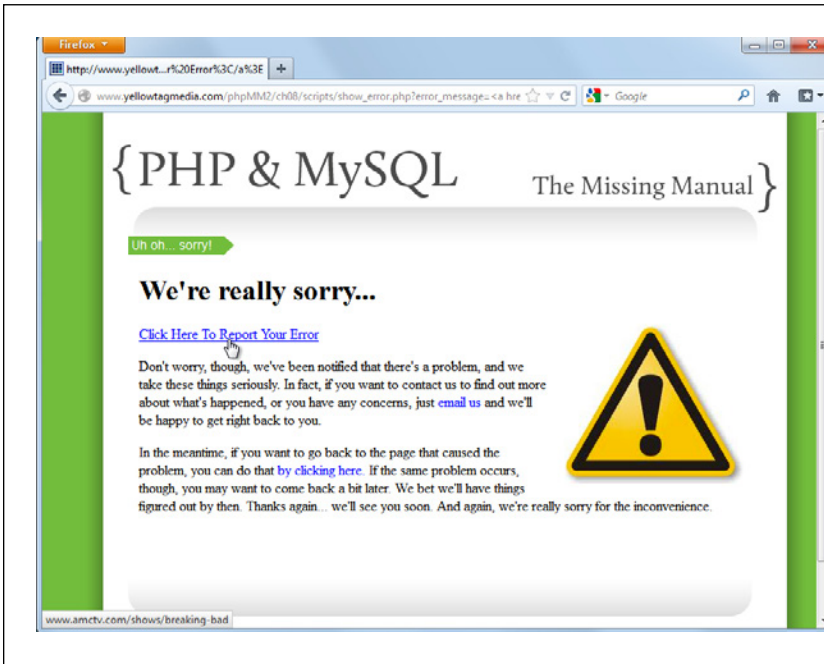 Firefox
http://www.yellowt...r%20Error%3C/a%3E
www.yellowtagmedia.com/phpMM2/ch08/scripts/show_error.php?error_message=<a hre
Google
{PHP & MySQL
The Missing Manual}
Uh oh... sorry!
We're really sorry...
Click Here To Report Your Error
Don't worry, though, we've been notified that there's a problem, and we
take these things seriously. In fact, if you want to contact us to find out more
about what's happened, or you have any concerns, just email us and we'll
be happy to get right back to you.
In the meantime, if you want to go back to the page that caused the
problem, you can do that by clicking here. If the same problem occurs,
though, you may want to come back a bit later. We bet we'll have things
figured out by then. Thanks again... we'll see you soon. And again, we're really sorry for the inconvenience.
www.amctv.com/shows/breaking-bad